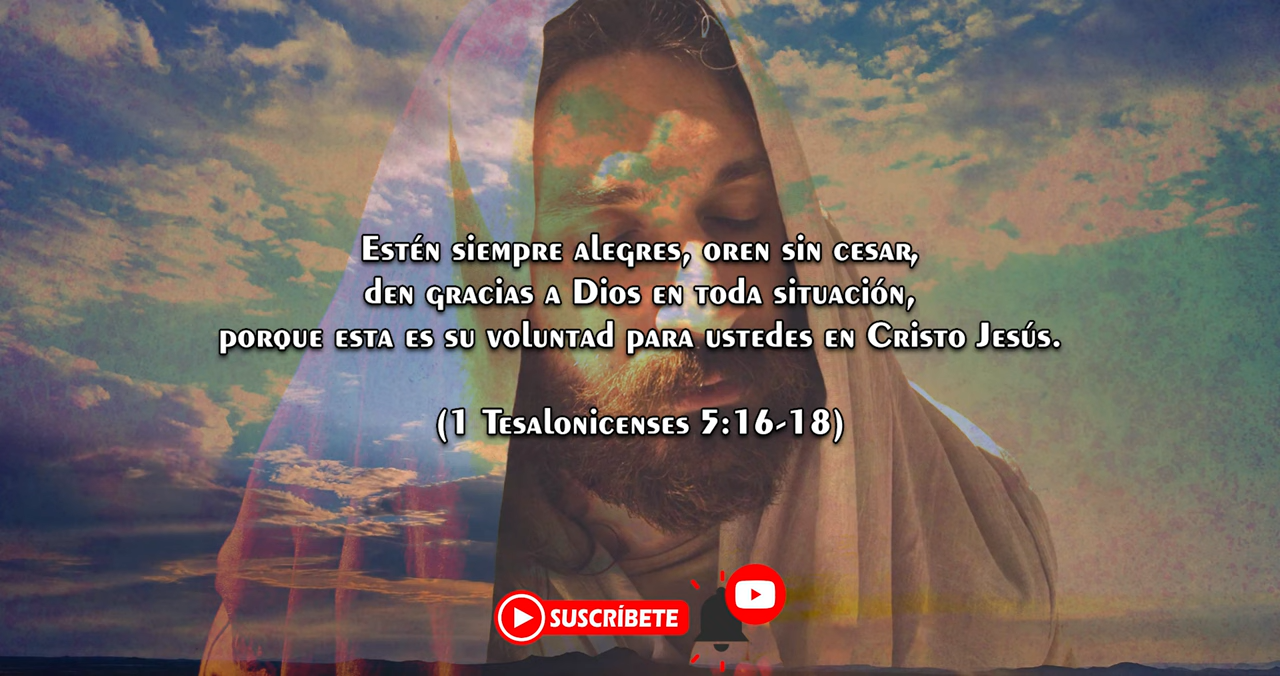 Estén siempre alegres, oren sin cesar,
den gracias a Dios en toda situación,
porque esta es su voluntad para ustedes en Cristo Jesús.
(1 Tesalonicenses 5:16-18)
SUSCRÍBETE